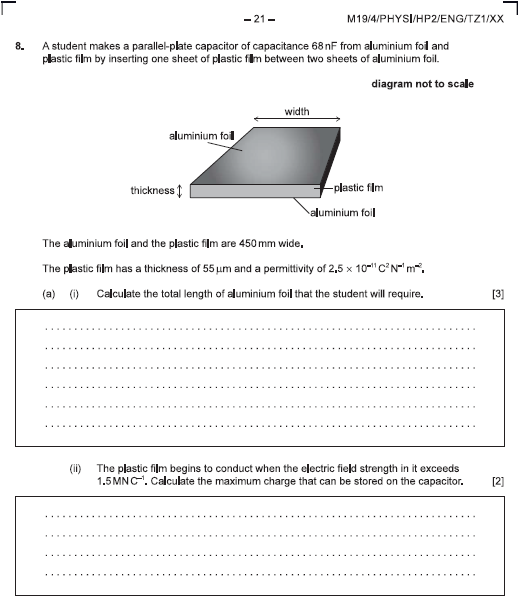 – 21 –
M19/4/PHYSI/HP2/ENG/TZ1/XX
8. A student makes a parallel-plate capacitor of capacitance 68 nF from aluminium foil and
plastic film by inserting one sheet of plastic film between two sheets of aluminium foil.
diagram not to scale
width
aluminium foil
thickness
plastic film
aluminium foil
The aluminium foil and the plastic film are 450 mm wide.
The plastic film has a thickness of 55 μm and a permittivity of 2.5 × 10⁻¹¹ C² N⁻¹ m⁻².
(a) (i) Calculate the total length of aluminium foil that the student will require. [3]
(ii) The plastic film begins to conduct when the electric field strength in it exceeds
1.5 MN C⁻¹. Calculate the maximum charge that can be stored on the capacitor. [2]